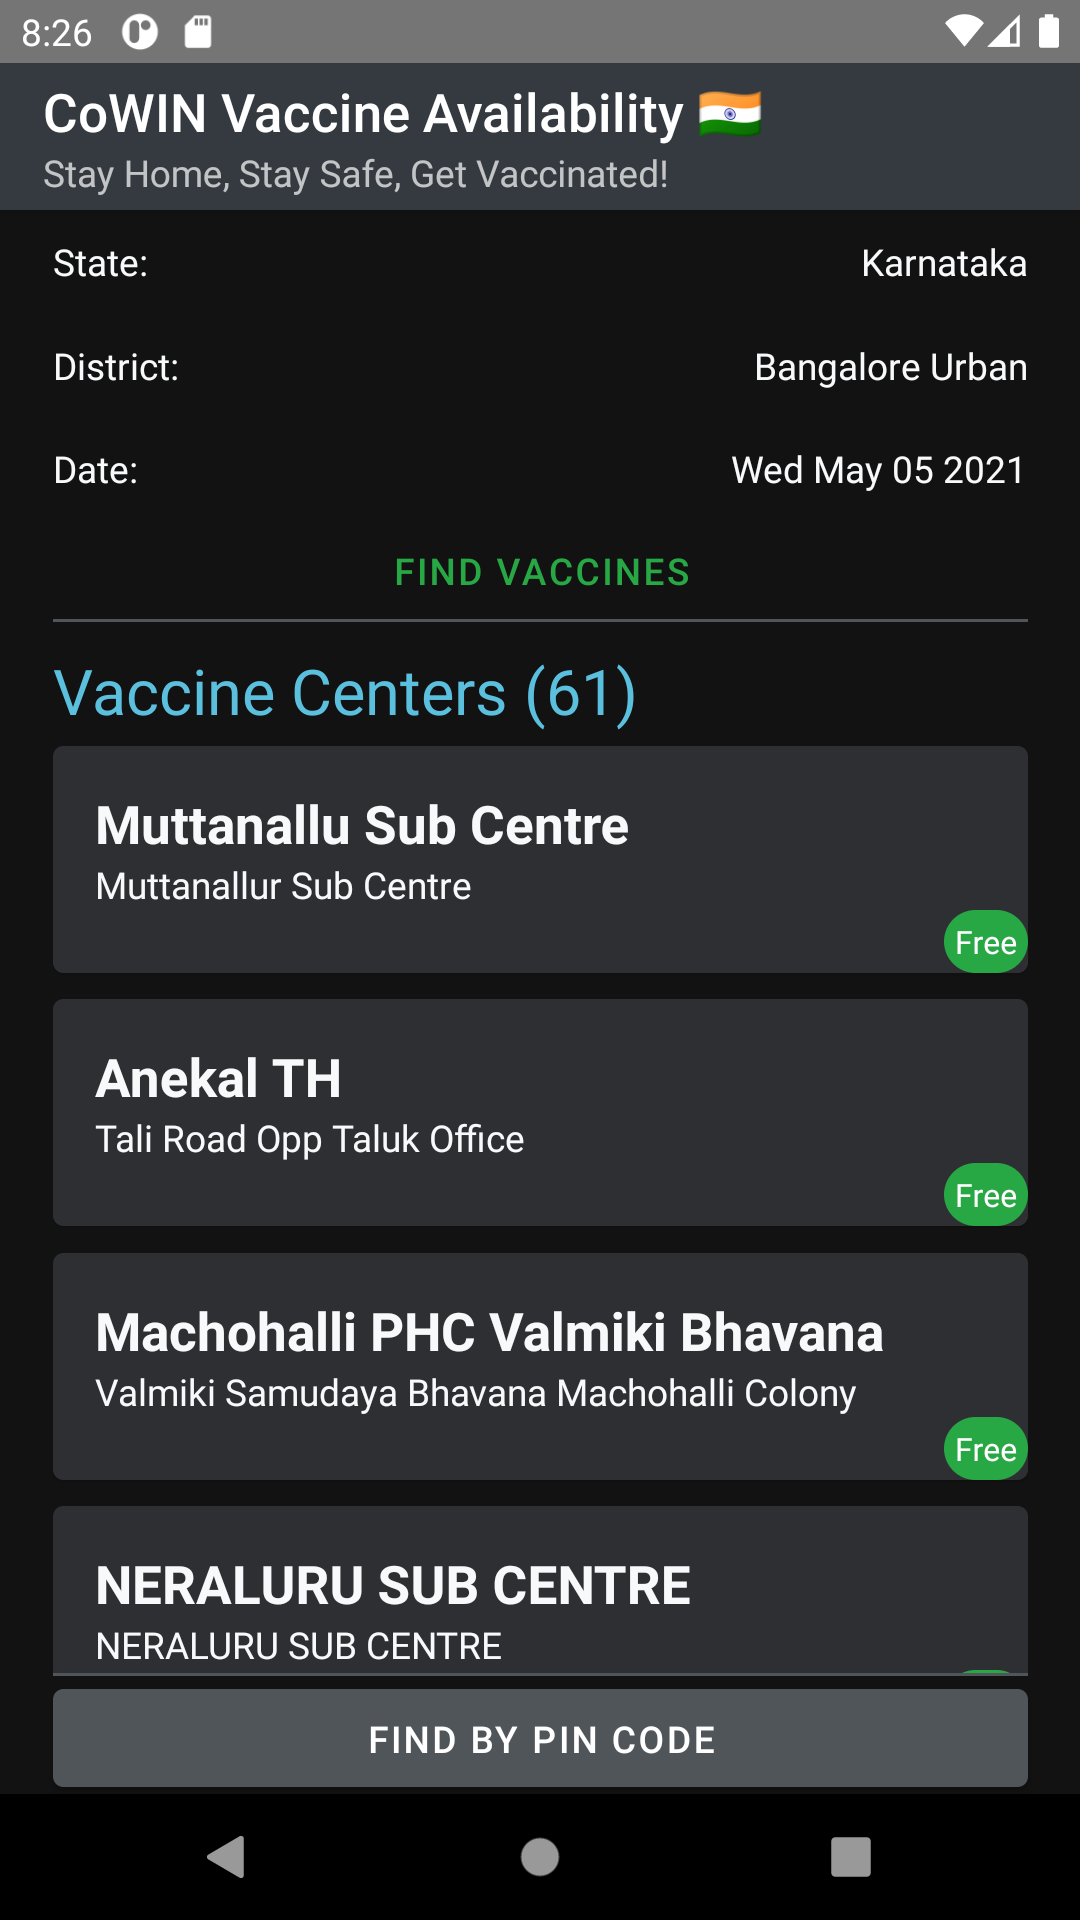 8:26
CoWIN Vaccine Availability 🇮🇳
Stay Home, Stay Safe, Get Vaccinated!
State: Karnataka
District: Bangalore Urban
Date: Wed May 05 2021
FIND VACCINES
Vaccine Centers (61)
Muttanallu Sub Centre
Muttanallur Sub Centre
Free
Anekal TH
Tali Road Opp Taluk Office
Free
Machohalli PHC Valmiki Bhavana
Valmiki Samudaya Bhavana Machohalli Colony
Free
NERALURU SUB CENTRE
NERALURU SUB CENTRE
FIND BY PIN CODE